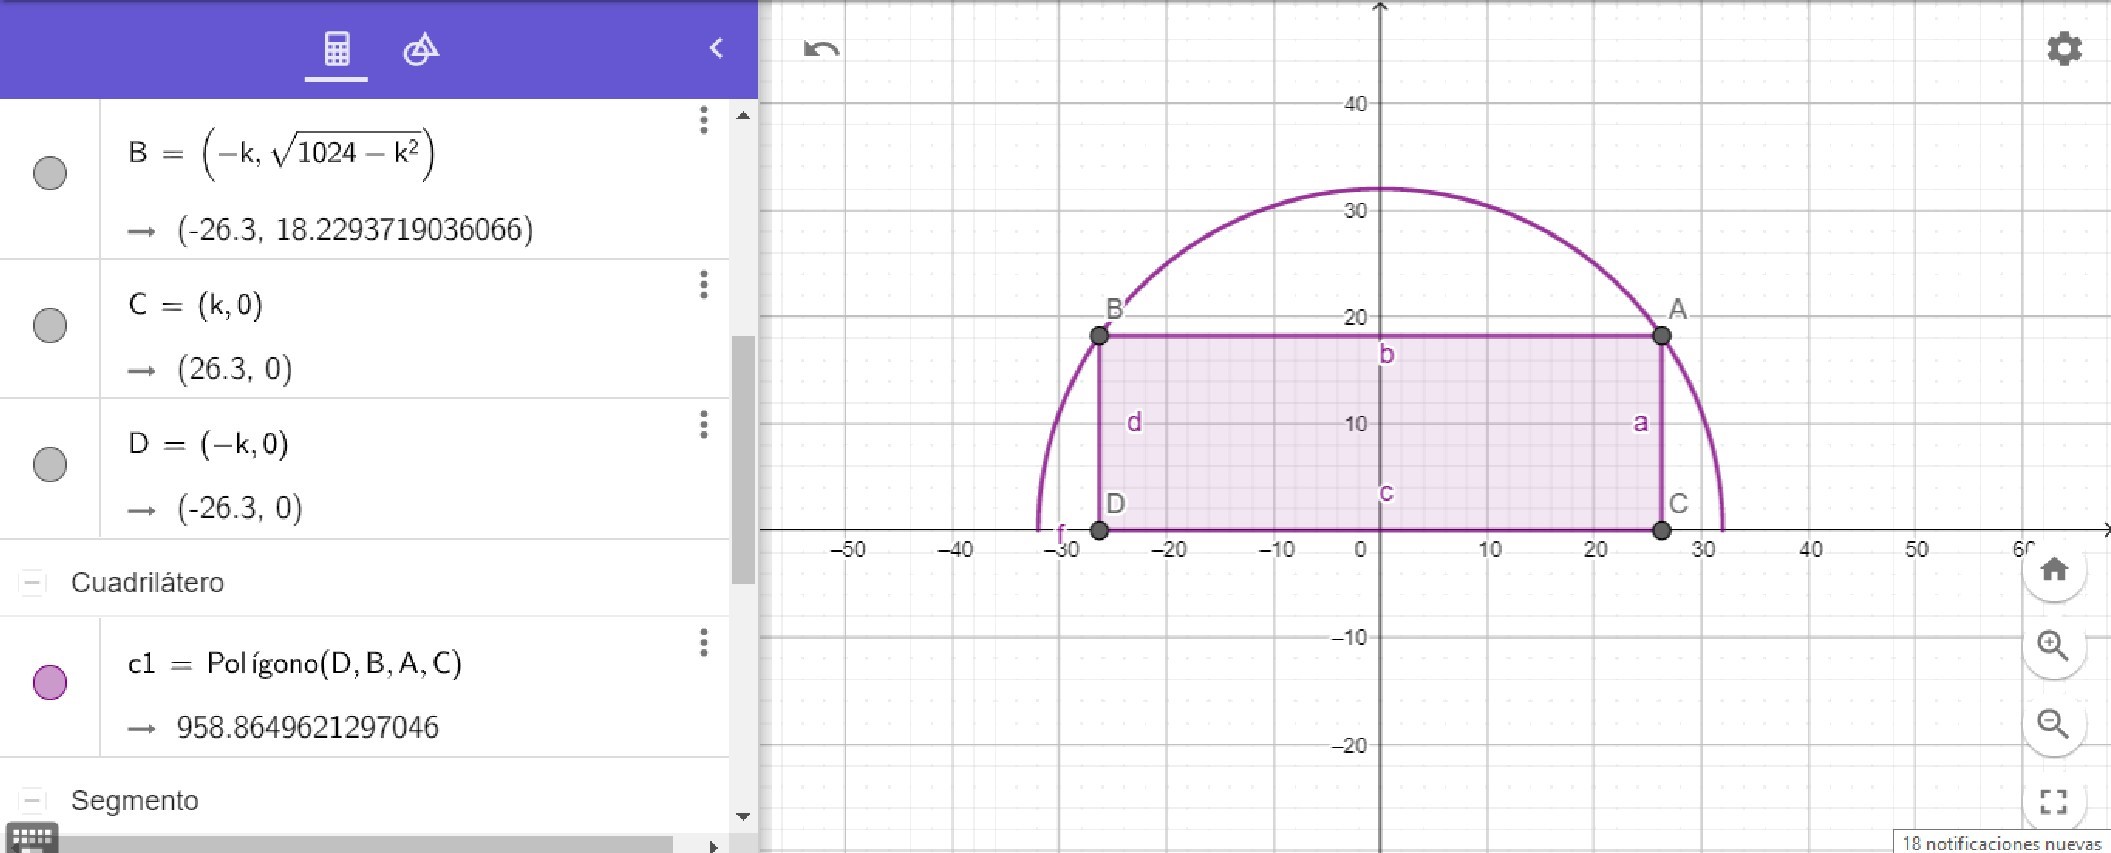 B = (−k, √1024 − k²)
→ (-26.3, 18.2293719036066)
C = (k, 0)
→ (26.3, 0)
D = (−k, 0)
→ (-26.3, 0)
Cuadrilátero
c1 = Polígono(D, B, A, C)
→ 958.8649621297046
Segmento
40
30
20
10
−10
−20
B
A
b
d
a
c
D
C
f
−50
−40
−30
−20
−10
0
10
20
30
40
50
18 notificaciones nuevas